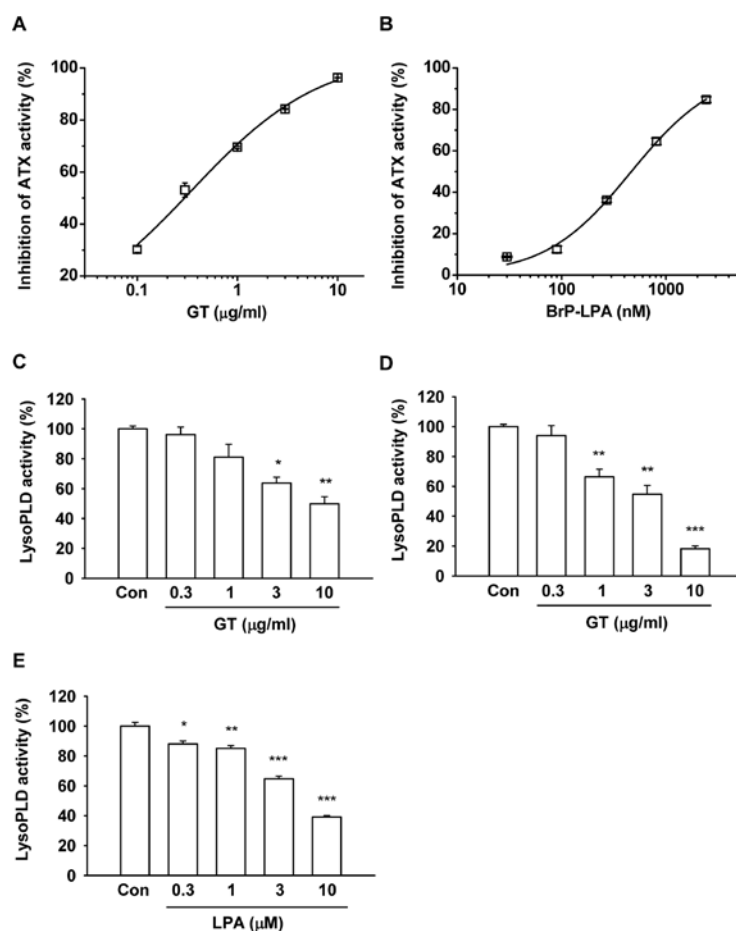 A
Inhibition of ATX activity (%)
100
80
60
40
20
0.1 1 10
GT (μg/ml)
B
Inhibition of ATX activity (%)
100
80
60
40
20
0
10 100 1000
BrP-LPA (nM)
C
LysoPLD activity (%)
120
100
80
60
40
20
0
* **
Con 0.3 1 3 10
GT (μg/ml)
D
LysoPLD activity (%)
120
100
80
60
40
20
0
** ** ***
Con 0.3 1 3 10
GT (μg/ml)
E
LysoPLD activity (%)
120
100
80
60
40
20
0
* ** *** ***
Con 0.3 1 3 10
LPA (μM)